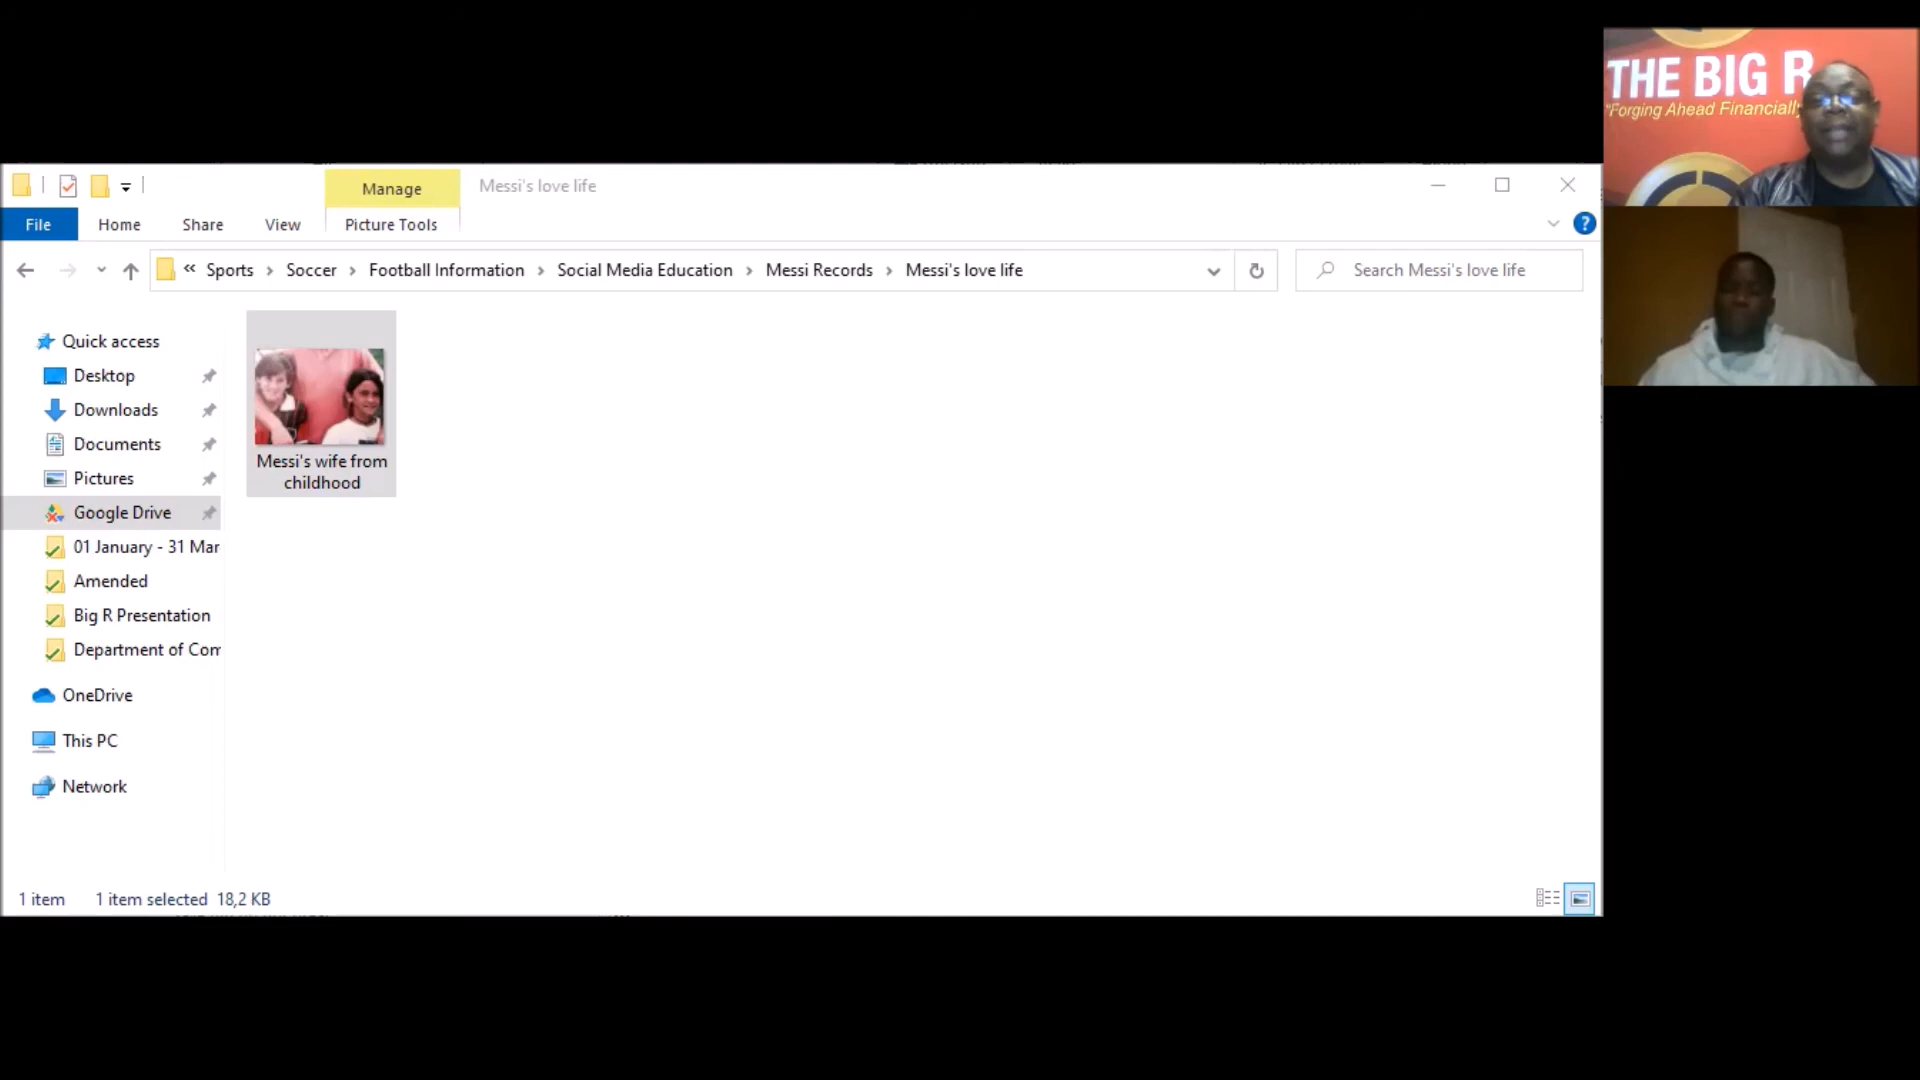 THE BIG R
"Forging Ahead Financially
Manage
Messi's love life
File
Home
Share
View
Picture Tools
« Sports › Soccer › Football Information › Social Media Education › Messi Records › Messi's love life
Search Messi's love life
Quick access
Desktop
Downloads
Documents
Pictures
Google Drive
01 January - 31 Mar
Amended
Big R Presentation
Department of Com
OneDrive
This PC
Network
Messi's wife from
childhood
1 item
1 item selected 18,2 KB